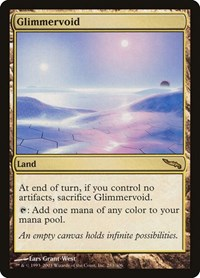 Glimmervoid
Land
At end of turn, if you control no
artifacts, sacrifice Glimmervoid.
: Add one mana of any color to your
mana pool.
An empty canvas holds infinite possibilities.
Lars Grant-West